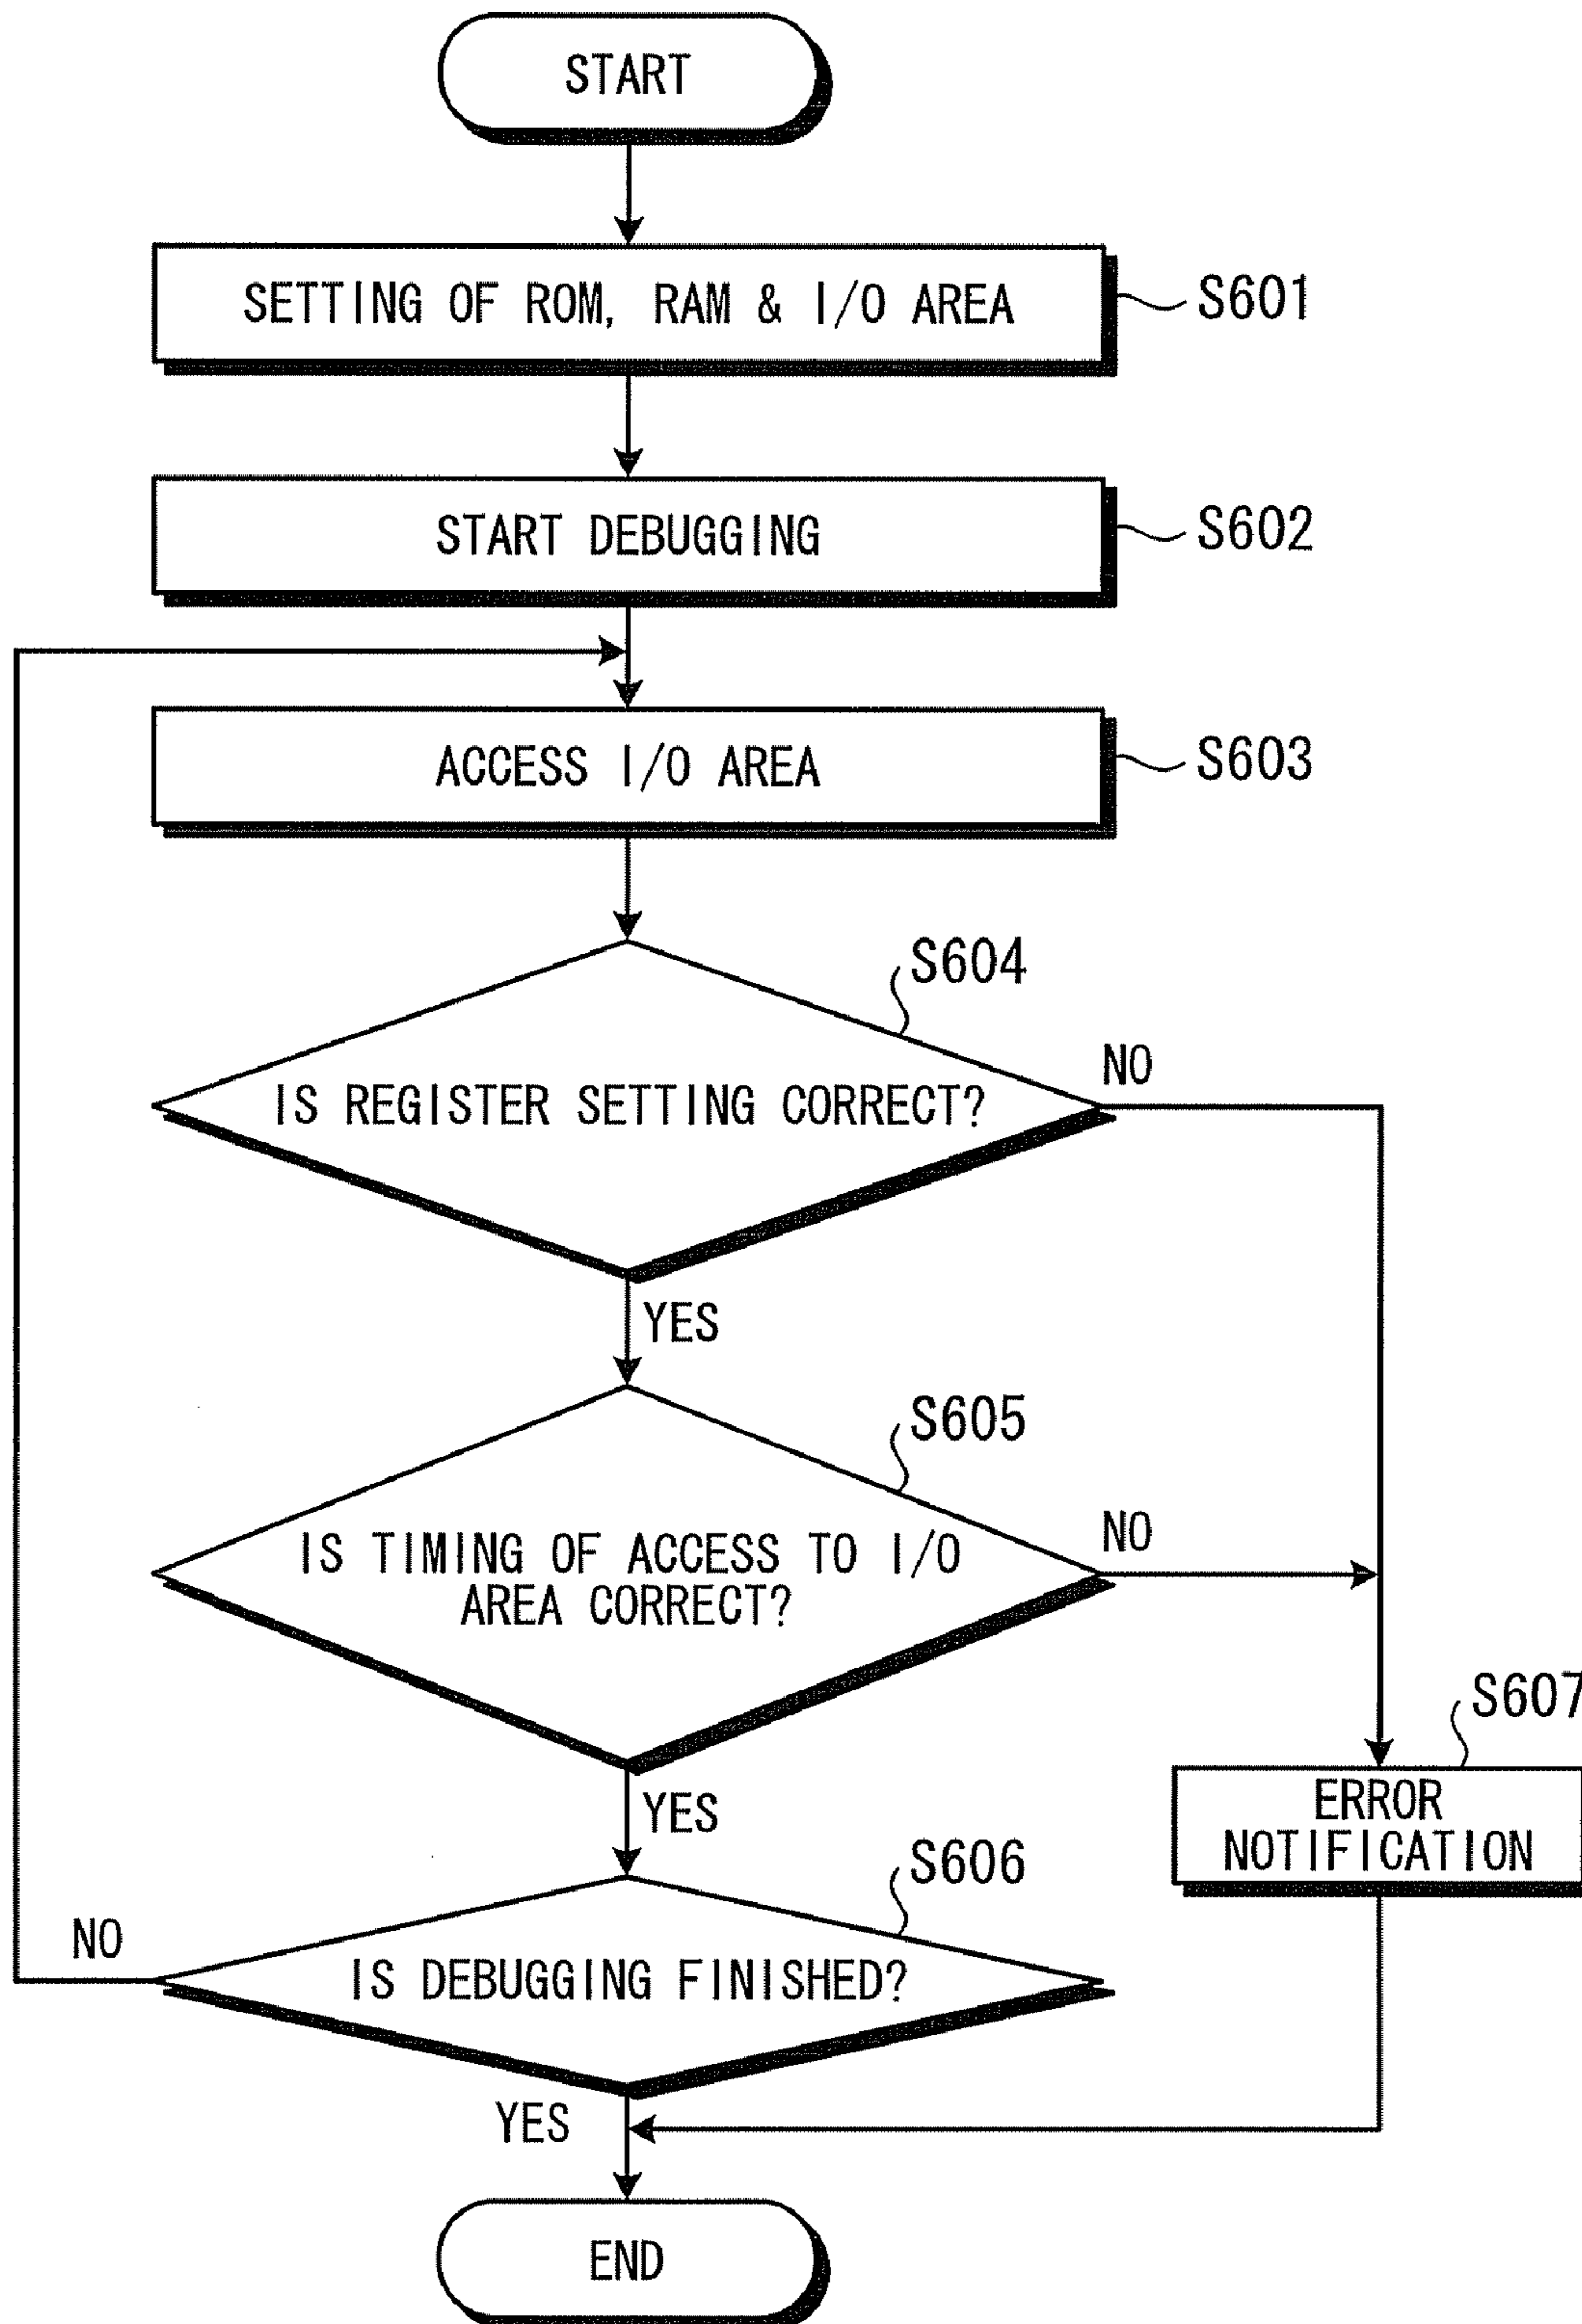 START
SETTING OF ROM, RAM & I/O AREA
S601
START DEBUGGING
S602
ACCESS I/O AREA
S603
S604
IS REGISTER SETTING CORRECT?
NO
YES
S605
IS TIMING OF ACCESS TO I/O
AREA CORRECT?
NO
YES
S607
ERROR
NOTIFICATION
S606
IS DEBUGGING FINISHED?
NO
YES
END